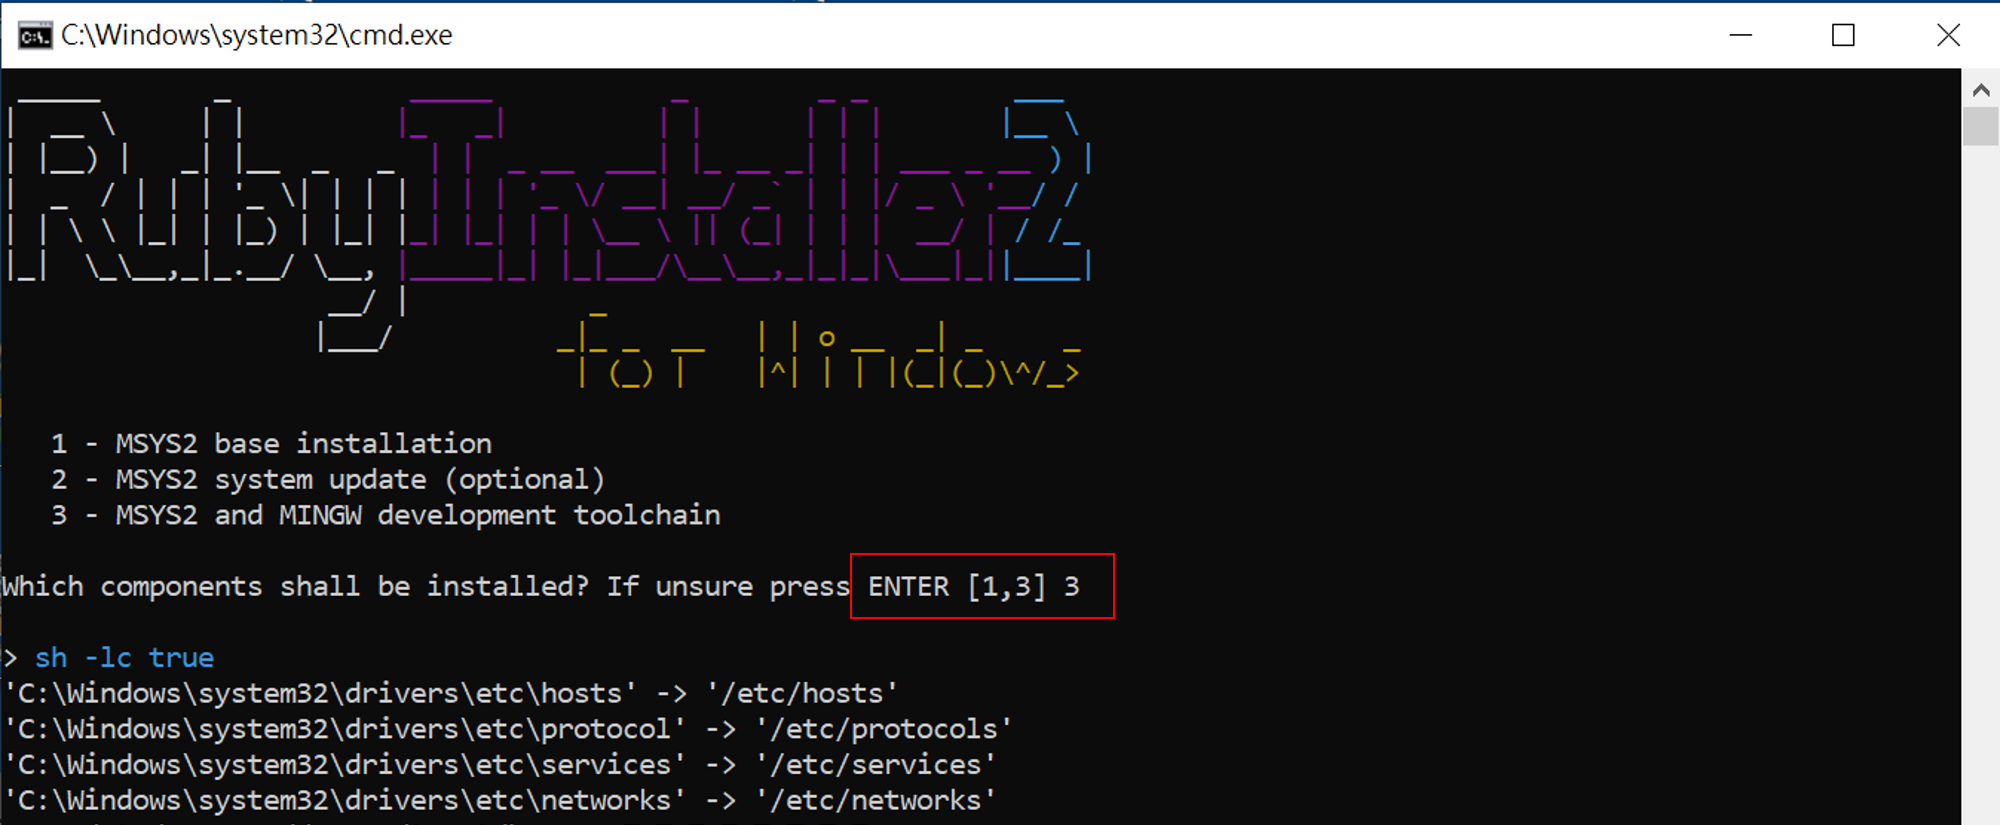 C:\Windows\system32\cmd.exe
RubyInstaller2
for Windows
1 - MSYS2 base installation
2 - MSYS2 system update (optional)
3 - MSYS2 and MINGW development toolchain
Which components shall be installed? If unsure press ENTER [1,3] 3
> sh -lc true
'C:\Windows\system32\drivers\etc\hosts' -> '/etc/hosts'
'C:\Windows\system32\drivers\etc\protocol' -> '/etc/protocols'
'C:\Windows\system32\drivers\etc\services' -> '/etc/services'
'C:\Windows\system32\drivers\etc\networks' -> '/etc/networks'